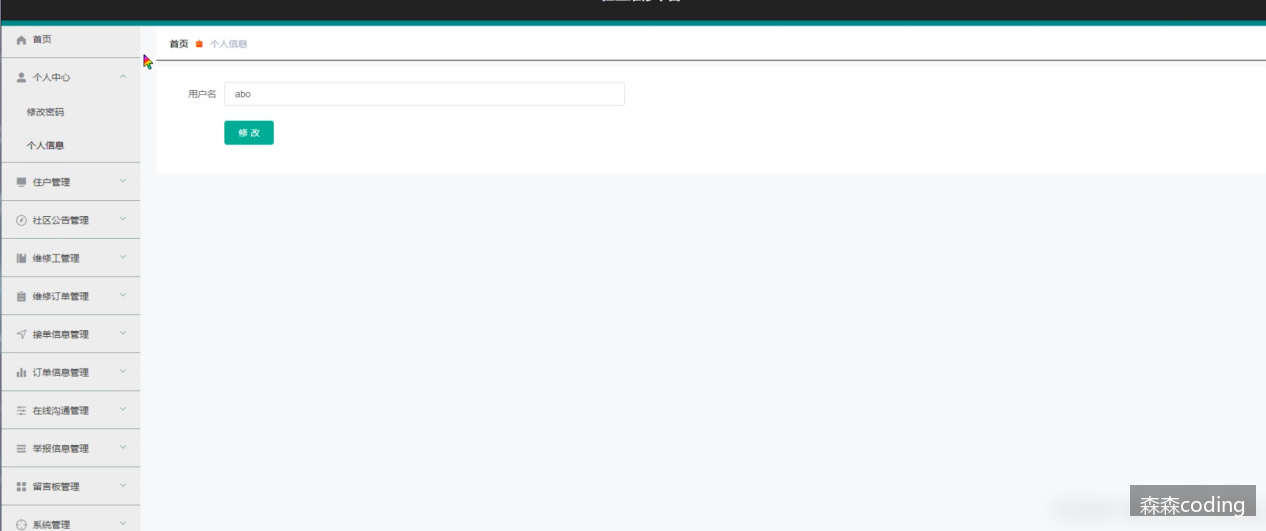 首页
个人中心
修改密码
个人信息
住户管理
社区公告管理
维修工管理
维修订单管理
接单信息管理
订单信息管理
在线沟通管理
举报信息管理
留言板管理
系统管理
首页 个人信息
用户名 abo
修 改
森森coding